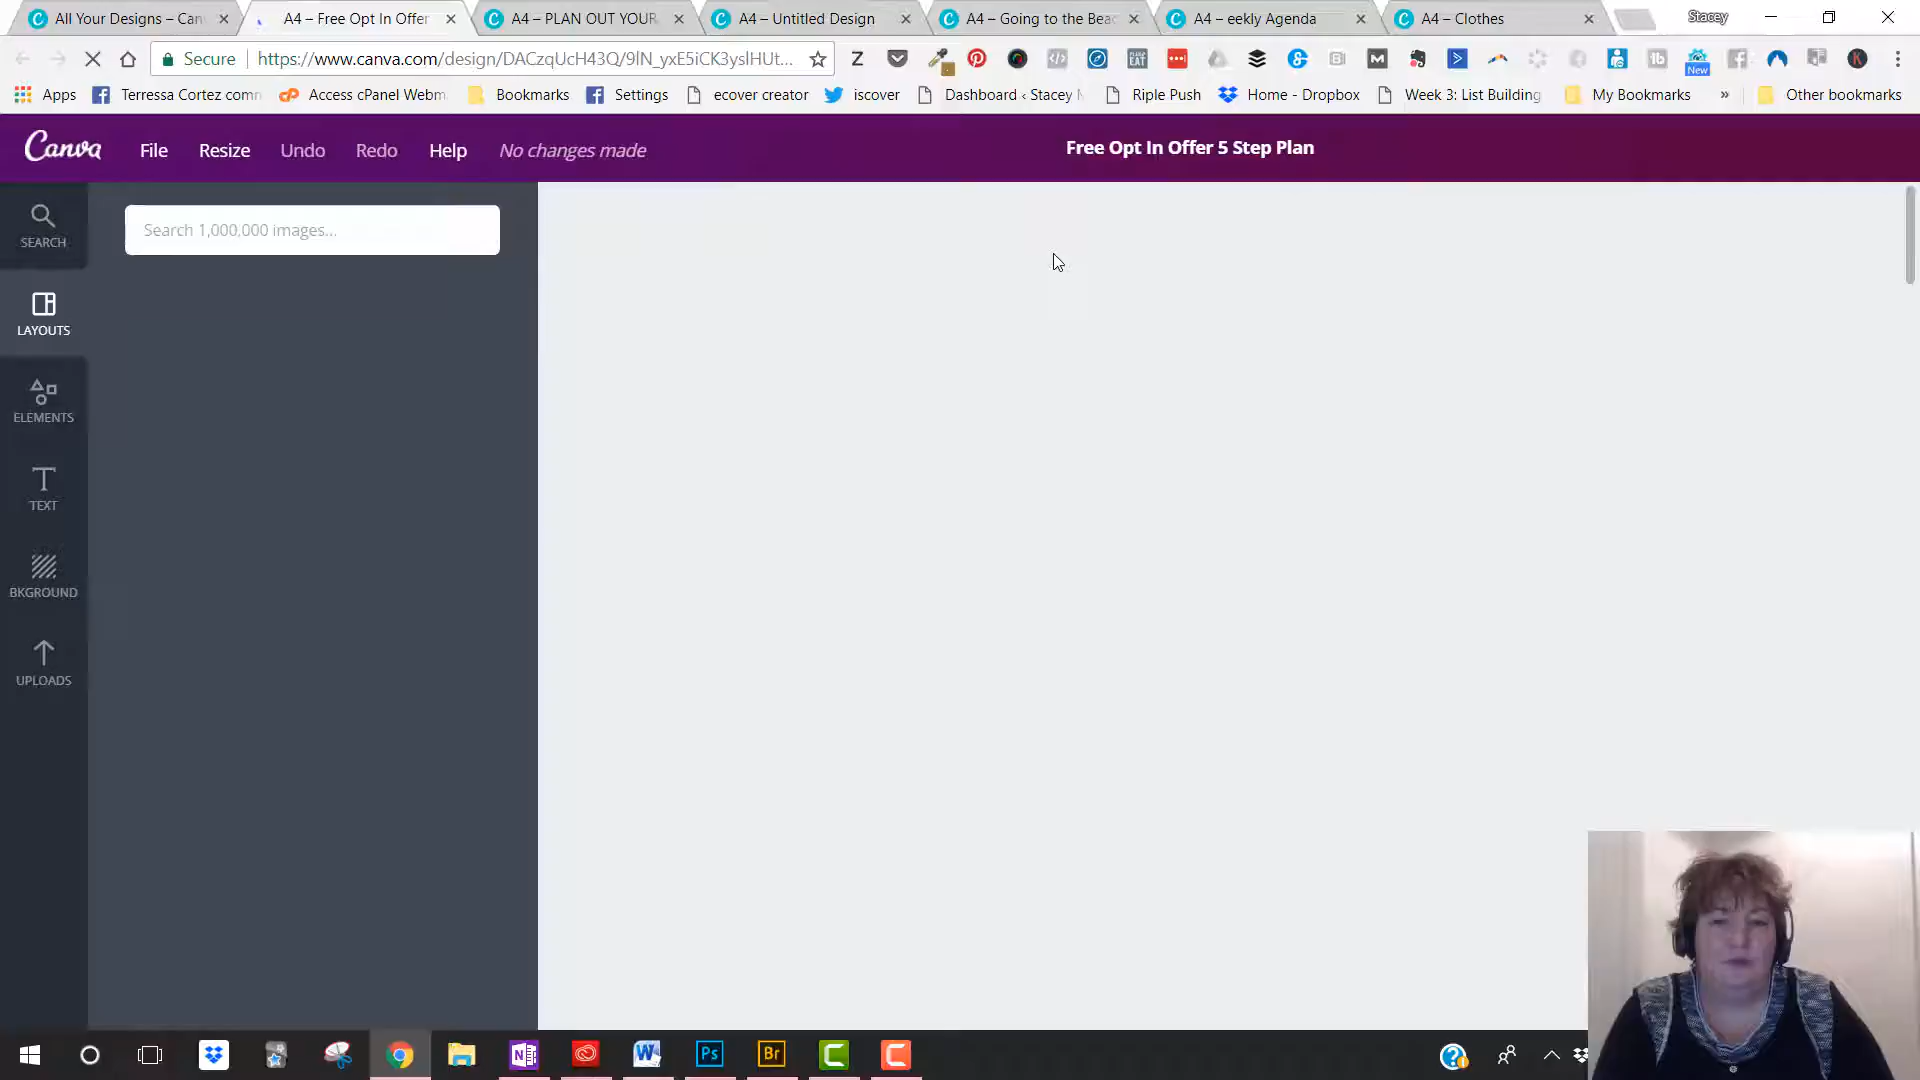 All Your Designs – Can
A4 – Free Opt In Offer
A4 – PLAN OUT YOUR
A4 – Untitled Design
A4 – Going to the Beac
A4 – eekly Agenda
A4 – Clothes
Stacey
Secure
https://www.canva.com/design/DACzqUcH43Q/9lN_yxE5iCK3yslHUt...
New
Apps
Terressa Cortez comm
Access cPanel Webm
Bookmarks
Settings
ecover creator
iscover
Dashboard ‹ Stacey
Riple Push
Home - Dropbox
Week 3: List Building
My Bookmarks
»
Other bookmarks
Canva
File
Resize
Undo
Redo
Help
No changes made
Free Opt In Offer 5 Step Plan
SEARCH
Search 1,000,000 images...
LAYOUTS
ELEMENTS
TEXT
BKGROUND
UPLOADS
Ps
Br